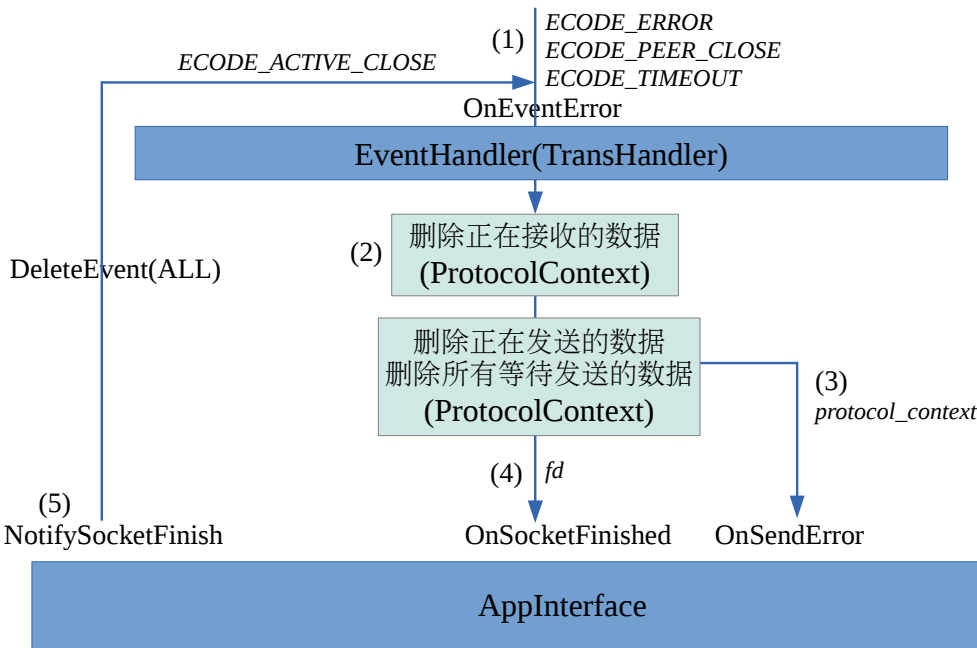 (1)
ECODE_ERROR
ECODE_PEER_CLOSE
ECODE_TIMEOUT
ECODE_ACTIVE_CLOSE
OnEventError
EventHandler(TransHandler)
(2)
删除正在接收的数据
(ProtocolContext)
DeleteEvent(ALL)
删除正在发送的数据
删除所有等待发送的数据
(ProtocolContext)
(3)
protocol_context
(4)
fd
(5)
NotifySocketFinish
OnSocketFinished
OnSendError
AppInterface